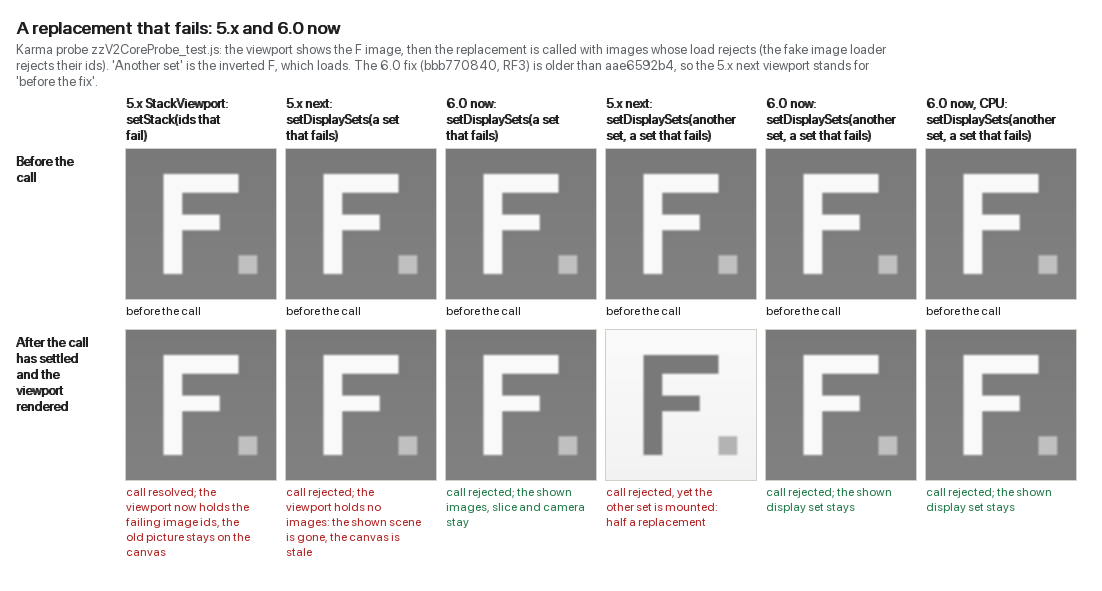 A replacement that fails: 5.x and 6.0 now
Karma probe zzV2CoreProbe_test.js: the viewport shows the F image, then the replacement is called with images whose load rejects (the fake image loader
rejects their ids). 'Another set' is the inverted F, which loads. The 6.0 fix (bbb770840, RF3) is older than aae6592b4, so the 5.x next viewport stands for
'before the fix'.
5.x StackViewport:
setStack(ids that
fail)
5.x next:
setDisplaySets(a set
that fails)
6.0 now:
setDisplaySets(a set
that fails)
5.x next:
setDisplaySets(another
set, a set that fails)
6.0 now:
setDisplaySets(another
set, a set that fails)
6.0 now, CPU:
setDisplaySets(another
set, a set that fails)
Before the
call
F
F
F
F
F
F
before the call
before the call
before the call
before the call
before the call
before the call
After the call
has settled
and the
viewport
rendered
F
F
F
F
F
F
call resolved; the
viewport now holds the
failing image ids, the
old picture stays on the
canvas
call rejected; the
viewport holds no
images: the shown scene
is gone, the canvas is
stale
call rejected; the shown
images, slice and camera
stay
call rejected, yet the
other set is mounted:
half a replacement
call rejected; the shown
display set stays
call rejected; the shown
display set stays